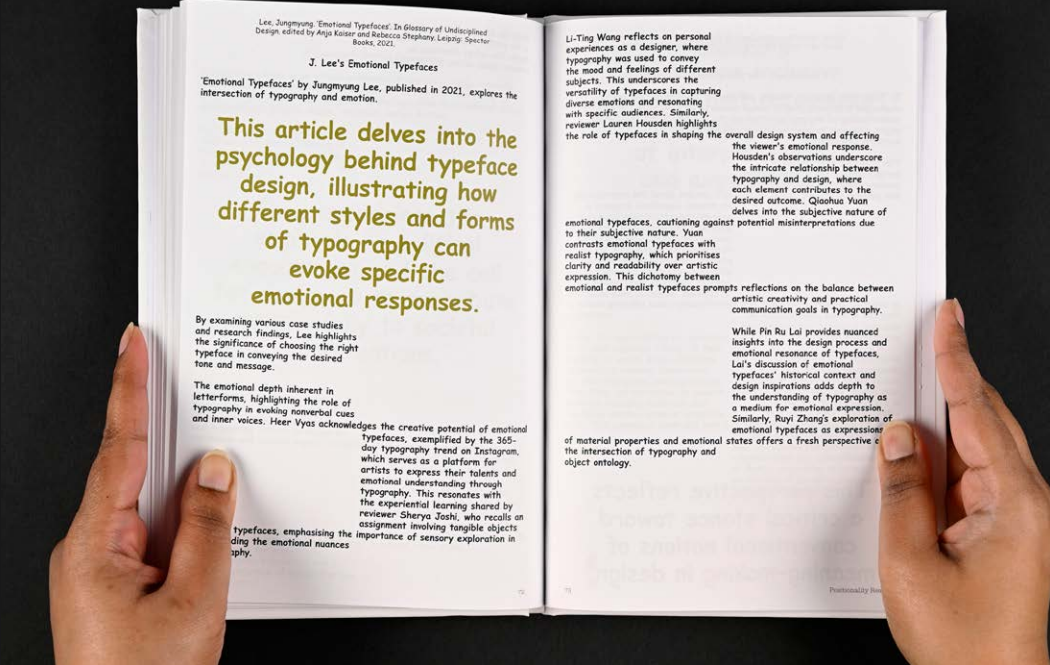 Lee, Jungmyung. 'Emotional Typefaces'. In Glossary of Undisciplined
Design, edited by Anja Kaiser and Rebecca Stephany. Leipzig: Spector
Books, 2021.
J. Lee's Emotional Typefaces
'Emotional Typefaces' by Jungmyung Lee, published in 2021, explores the
intersection of typography and emotion.
This article delves into the
psychology behind typeface
design, illustrating how
different styles and forms
of typography can
evoke specific
emotional responses.
By examining various case studies
and research findings, Lee highlights
the significance of choosing the right
typeface in conveying the desired
tone and message.
The emotional depth inherent in
letterforms, highlighting the role of
typography in evoking nonverbal cues
and inner voices. Heer Vyas acknowledges the creative potential of emotional
typefaces, exemplified by the 365-
day typography trend on Instagram,
which serves as a platform for
artists to express their talents and
emotional understanding through
typography. This resonates with
the experiential learning shared by
reviewer Sherya Joshi, who recalls an
assignment involving tangible objects
typefaces, emphasising the importance of sensory exploration in
the emotional nuances
72
Li-Ting Wang reflects on personal
experiences as a designer, where
typography was used to convey
the mood and feelings of different
subjects. This underscores the
versatility of typefaces in capturing
diverse emotions and resonating
with specific audiences. Similarly,
reviewer Lauren Housden highlights
the role of typefaces in shaping the overall design system and affecting
the viewer's emotional response.
Housden's observations underscore
the intricate relationship between
typography and design, where
each element contributes to the
desired outcome. Qiaohua Yuan
delves into the subjective nature of
emotional typefaces, cautioning against potential misinterpretations due
to their subjective nature. Yuan
contrasts emotional typefaces with
realist typography, which prioritises
clarity and readability over artistic
expression. This dichotomy between
emotional and realist typefaces prompts reflections on the balance between
artistic creativity and practical
communication goals in typography.
While Pin Ru Lai provides nuanced
insights into the design process and
emotional resonance of typefaces,
Lai's discussion of emotional
typefaces' historical context and
design inspirations adds depth to
the understanding of typography as
a medium for emotional expression.
Similarly, Ruyi Zhang's exploration of
emotional typefaces as expressions
of material properties and emotional states offers a fresh perspective
the intersection of typography and
object ontology.
73